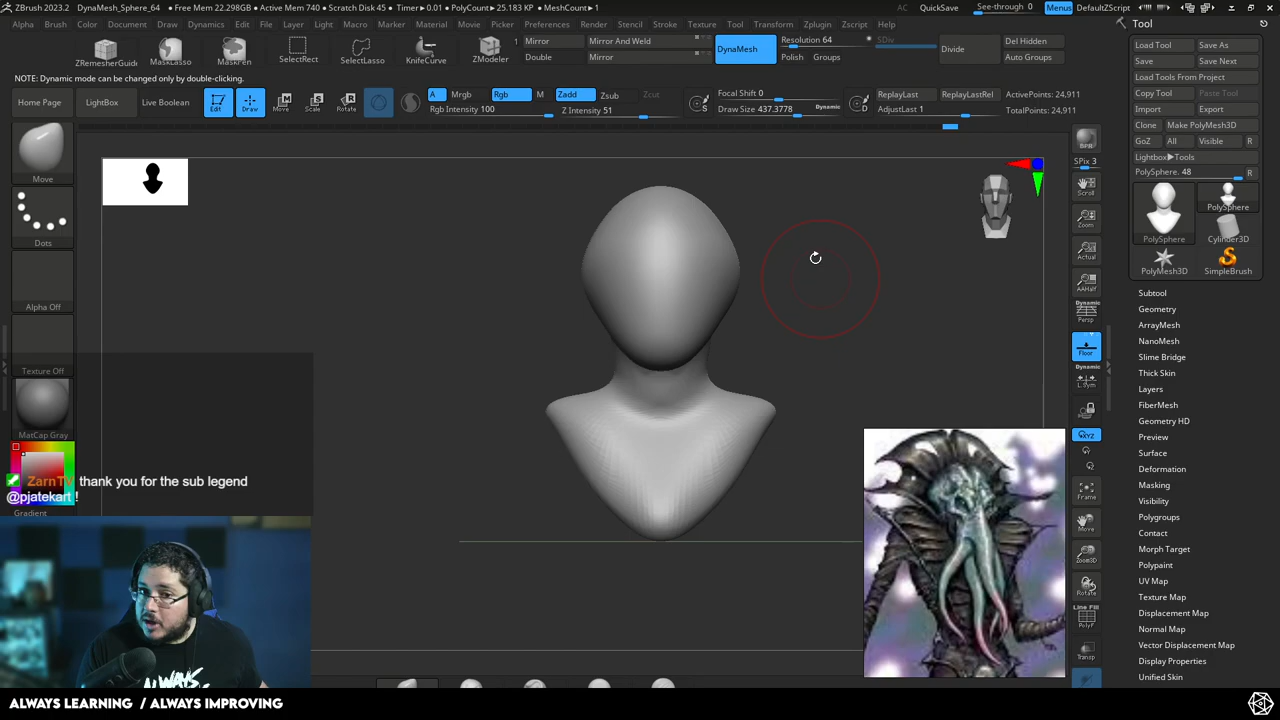 ZBrush 2023.2 DynaMesh_Sphere_64 • Free Mem 22.298GB • Active Mem 740 • Scratch Disk 45 • Timer▸0.01 • PolyCount▸25.183 KP • MeshCount▸1
AC QuickSave See-through 0 Menus DefaultZScript
Alpha Brush Color Document Draw Dynamics Edit File Layer Light Macro Marker Material Movie Picker Preferences Render Stencil Stroke Texture Tool Transform Zplugin Zscript Help
ZRemesherGuide MaskLasso MaskPen SelectRect SelectLasso KnifeCurve ZModeler
1 Mirror Mirror And Weld
Double Mirror
DynaMesh
Resolution 64
Polish Groups
SDiv
Divide
Del Hidden
Auto Groups
NOTE: Dynamic mode can be changed only by double-clicking.
Home Page LightBox Live Boolean
Edit Draw Move Scale Rotate
A Mrgb Rgb M Zadd Zsub Zcut
Rgb Intensity 100 Z Intensity 51
S
Focal Shift 0
Draw Size 437.3778 Dynamic
D
ReplayLast ReplayLastRel
AdjustLast 1
ActivePoints: 24,911
TotalPoints: 24,911
Move
Dots
Alpha Off
Texture Off
MatCap Gray
Gradient
BPR
SPix 3
Scroll
Zoom
Actual
AAHalf
Dynamic
Persp
Floor
Dynamic
L.Sym
XYZ
Frame
Move
Zoom3D
Rotate
Line Fill
PolyF
Transp
Tool
Load Tool Save As
Save Save Next
Load Tools From Project
Copy Tool Paste Tool
Import Export
Clone Make PolyMesh3D
GoZ All Visible R
Lightbox▸Tools
PolySphere. 48 R
PolySphere PolySphere
Cylinder3D
PolyMesh3D SimpleBrush
Subtool
Geometry
ArrayMesh
NanoMesh
Slime Bridge
Thick Skin
Layers
FiberMesh
Geometry HD
Preview
Surface
Deformation
Masking
Visibility
Polygroups
Contact
Morph Target
Polypaint
UV Map
Texture Map
Displacement Map
Normal Map
Vector Displacement Map
Display Properties
Unified Skin
ZarnTV thank you for the sub legend
@pjatekart !
ALWAYS
ALWAYS LEARNING / ALWAYS IMPROVING